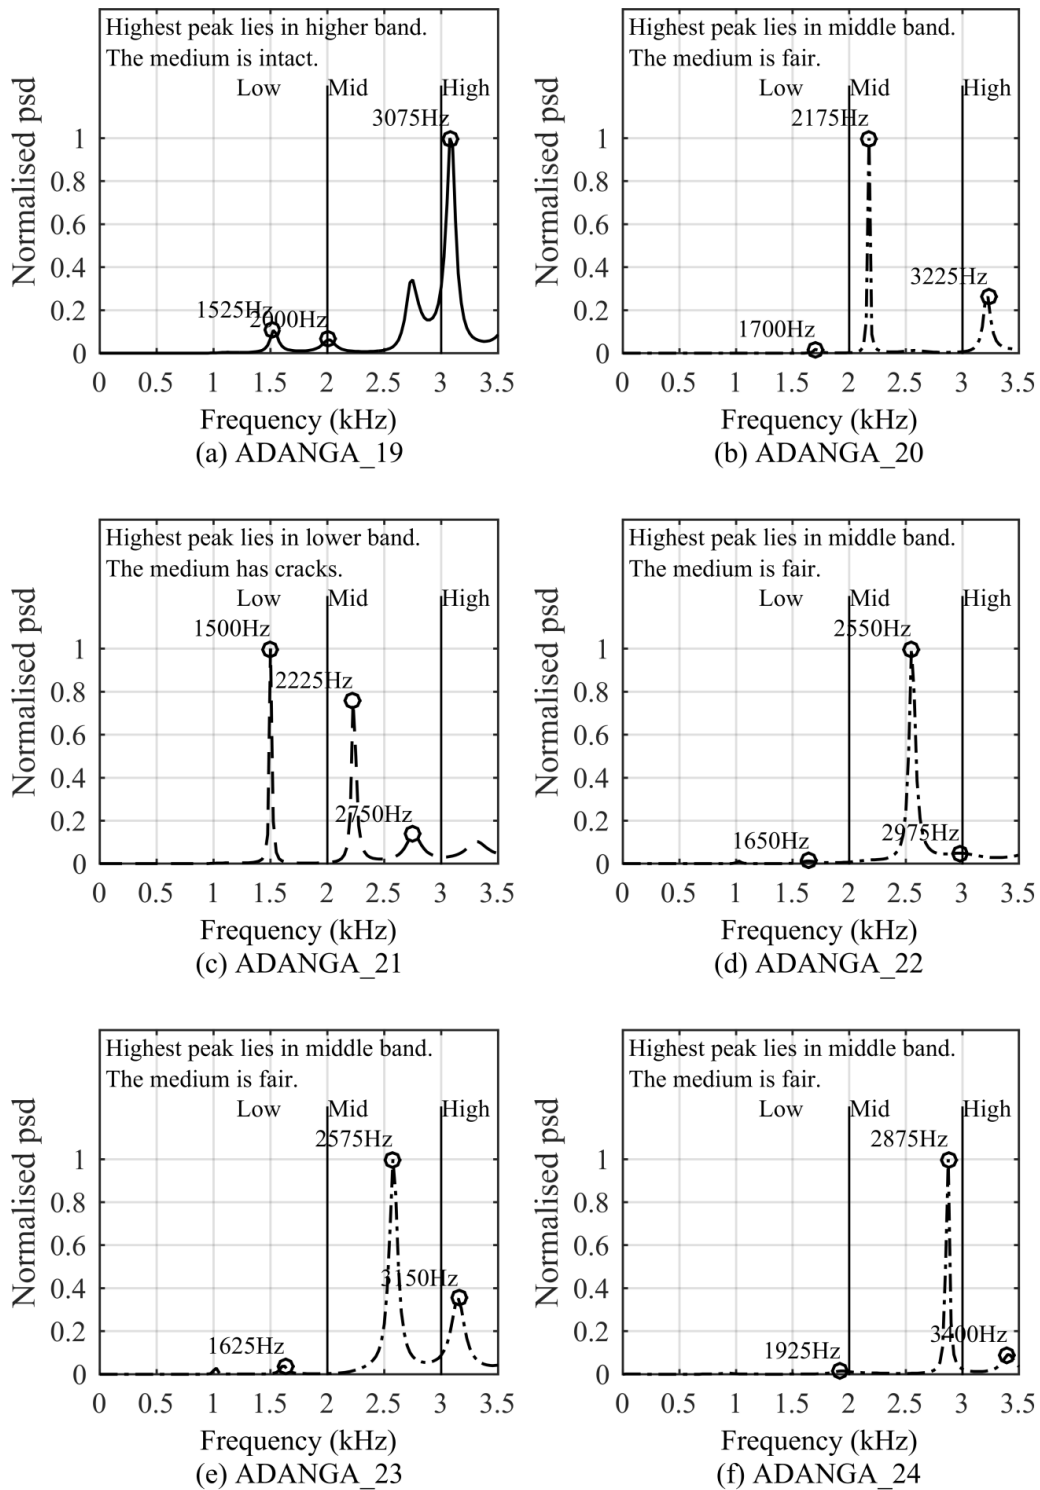 Highest peak lies in higher band.
The medium is intact.
Low Mid High
3075Hz
1525Hz
2000Hz
Normalised psd
1
0.8
0.6
0.4
0.2
0
0 0.5 1 1.5 2 2.5 3 3.5
Frequency (kHz)
(a) ADANGA_19
Highest peak lies in middle band.
The medium is fair.
Low Mid High
2175Hz
3225Hz
1700Hz
Normalised psd
1
0.8
0.6
0.4
0.2
0
0 0.5 1 1.5 2 2.5 3 3.5
Frequency (kHz)
(b) ADANGA_20
Highest peak lies in lower band.
The medium has cracks.
Low Mid High
1500Hz
2225Hz
2750Hz
Normalised psd
1
0.8
0.6
0.4
0.2
0
0 0.5 1 1.5 2 2.5 3 3.5
Frequency (kHz)
(c) ADANGA_21
Highest peak lies in middle band.
The medium is fair.
Low Mid High
2550Hz
1650Hz
2975Hz
Normalised psd
1
0.8
0.6
0.4
0.2
0
0 0.5 1 1.5 2 2.5 3 3.5
Frequency (kHz)
(d) ADANGA_22
Highest peak lies in middle band.
The medium is fair.
Low Mid High
2575Hz
3150Hz
1625Hz
Normalised psd
1
0.8
0.6
0.4
0.2
0
0 0.5 1 1.5 2 2.5 3 3.5
Frequency (kHz)
(e) ADANGA_23
Highest peak lies in middle band.
The medium is fair.
Low Mid High
2875Hz
3400Hz
1925Hz
Normalised psd
1
0.8
0.6
0.4
0.2
0
0 0.5 1 1.5 2 2.5 3 3.5
Frequency (kHz)
(f) ADANGA_24